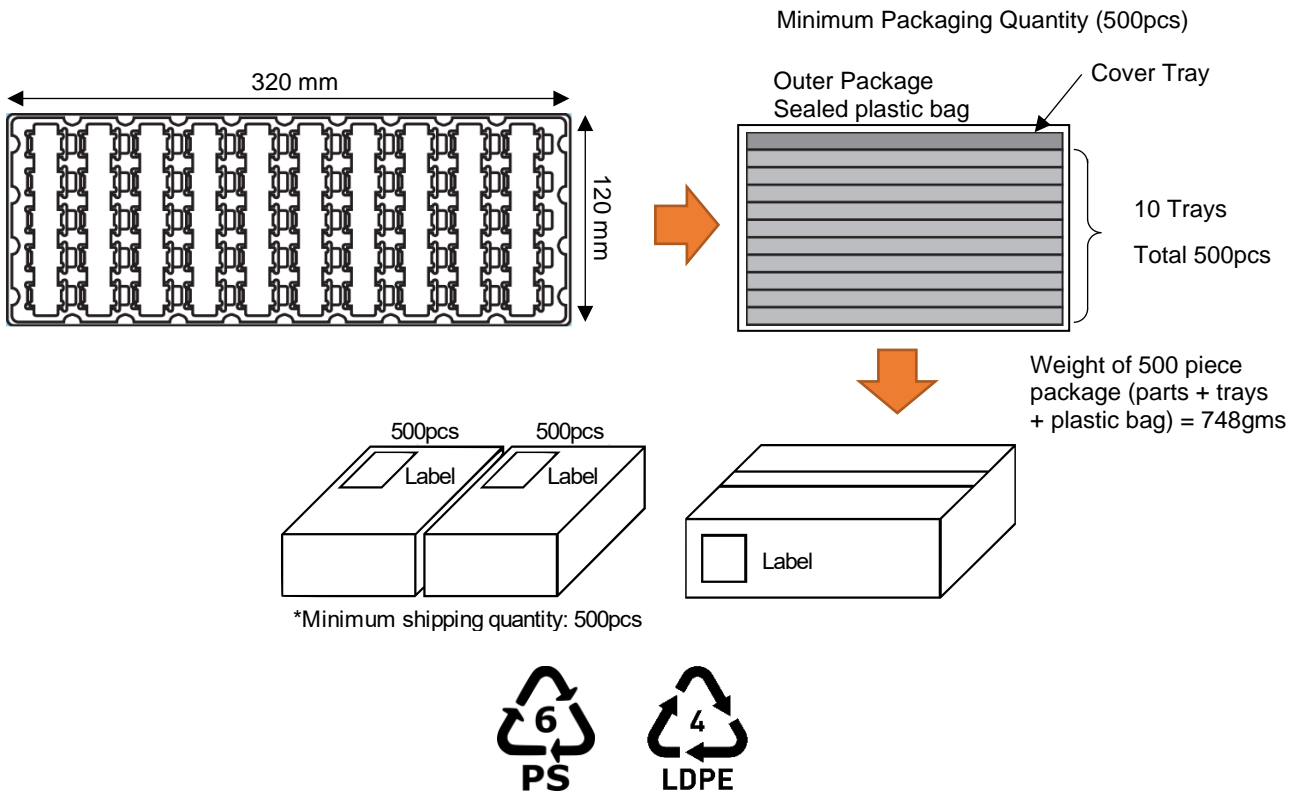 Minimum Packaging Quantity (500pcs)
320 mm
120 mm
Outer Package
Sealed plastic bag
Cover Tray
10 Trays
Total 500pcs
Weight of 500 piece
package (parts + trays
+ plastic bag) = 748gms
500pcs
500pcs
Label
Label
Label
*Minimum shipping quantity: 500pcs
6
PS
4
LDPE